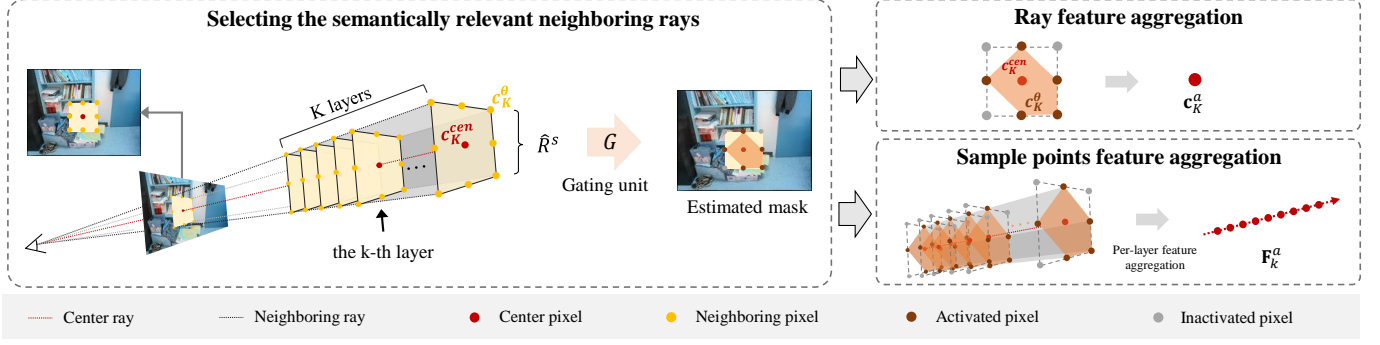 Selecting the semantically relevant neighboring rays
K layers
c_K^θ
c_K^{cen}
R̂^s
G
Gating unit
Estimated mask
the k-th layer
Ray feature aggregation
c_K^{cen}
c_K^θ
c_K^a
Sample points feature aggregation
Per-layer feature
aggregation
F_k^a
Center ray
Neighboring ray
Center pixel
Neighboring pixel
Activated pixel
Inactivated pixel